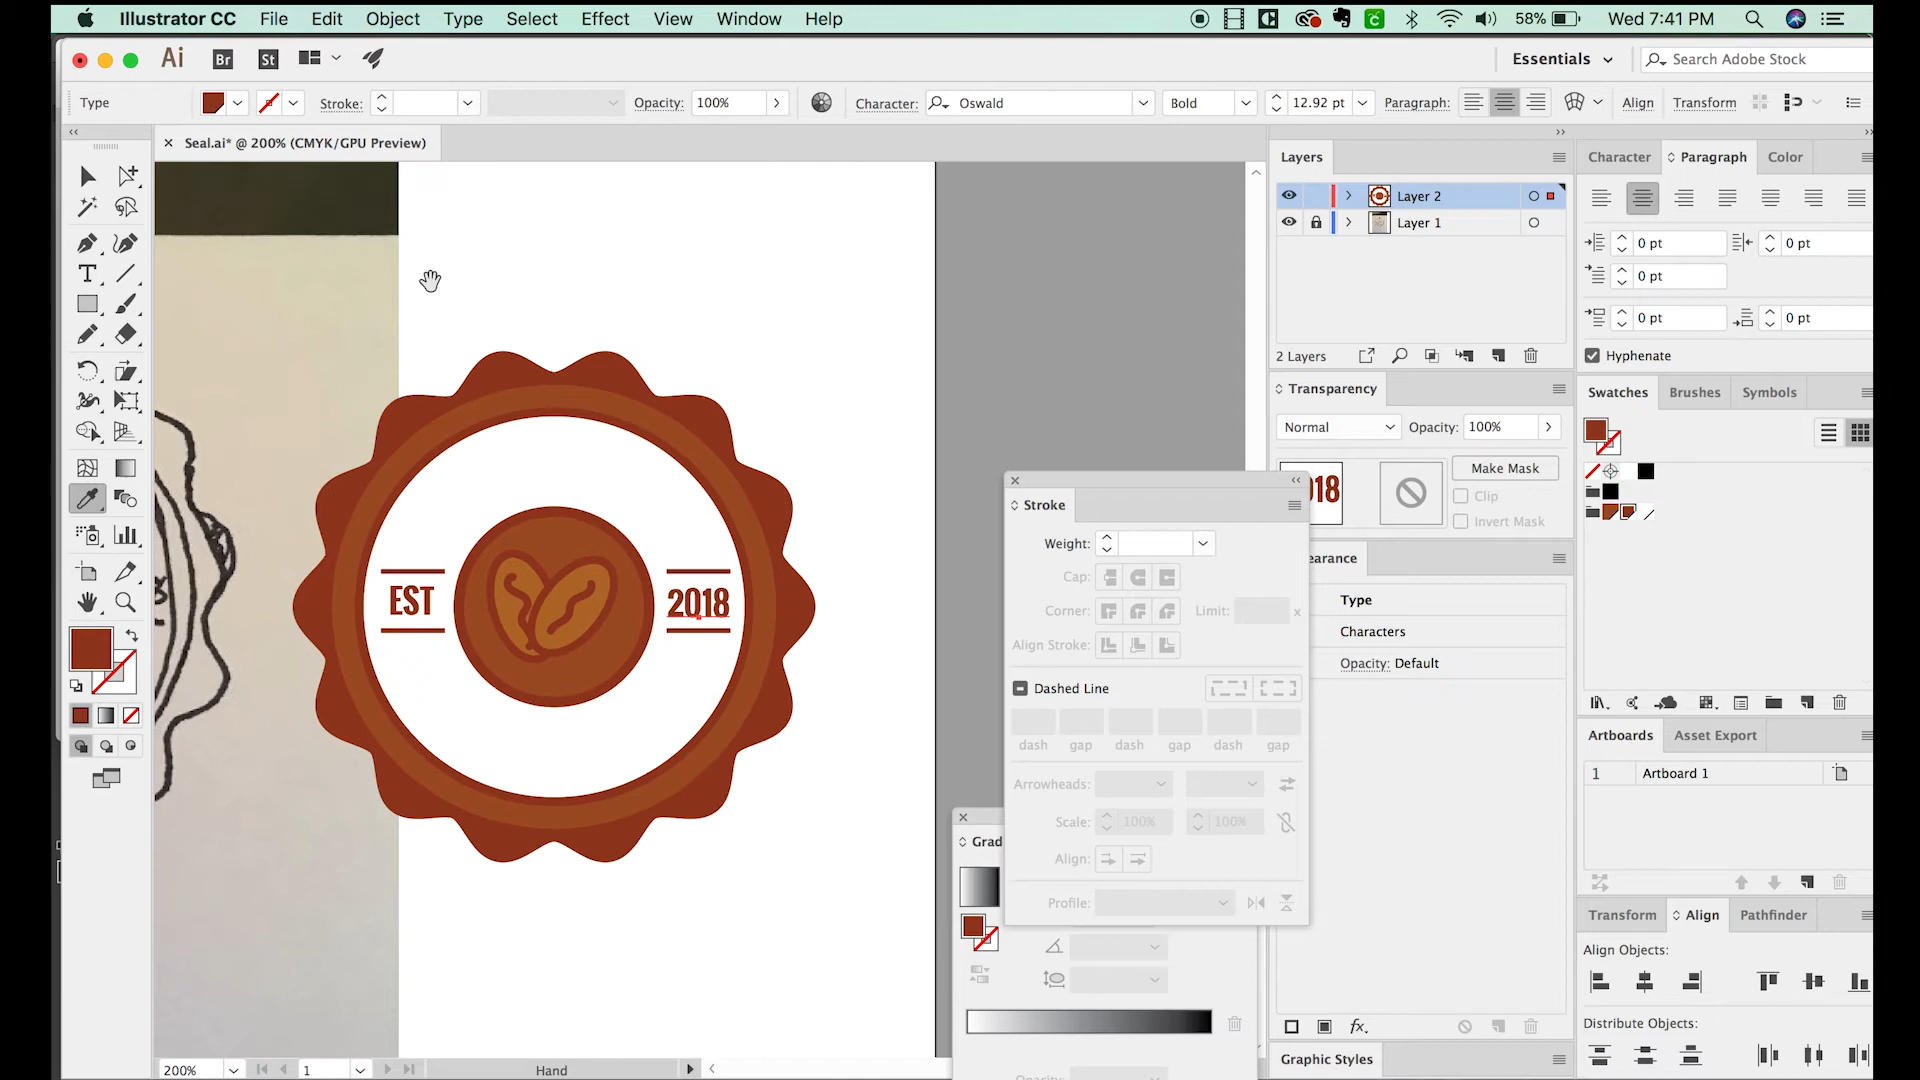 Illustrator CC File Edit Object Type Select Effect View Window Help 58% Wed 7:41 PM
Ai Br St Essentials Search Adobe Stock
Type Stroke: Opacity: 100% Character: Oswald Bold 12.92 pt Paragraph: Align Transform
Seal.ai* @ 200% (CMYK/GPU Preview)
EST
2018
200% 1 Hand
Layers
Layer 2
Layer 1
2 Layers
Transparency
Normal Opacity: 100%
Make Mask
Clip
Invert Mask
18
earance
Type
Characters
Opacity: Default
Graphic Styles
Stroke
Weight:
Cap:
Corner: Limit: x
Align Stroke:
Dashed Line
dash gap dash gap dash gap
Arrowheads:
Scale: 100% 100%
Align:
Profile:
Grad
Character Paragraph Color
0 pt 0 pt
0 pt
0 pt 0 pt
Hyphenate
Swatches Brushes Symbols
Artboards Asset Export
1 Artboard 1
Transform Align Pathfinder
Align Objects:
Distribute Objects: